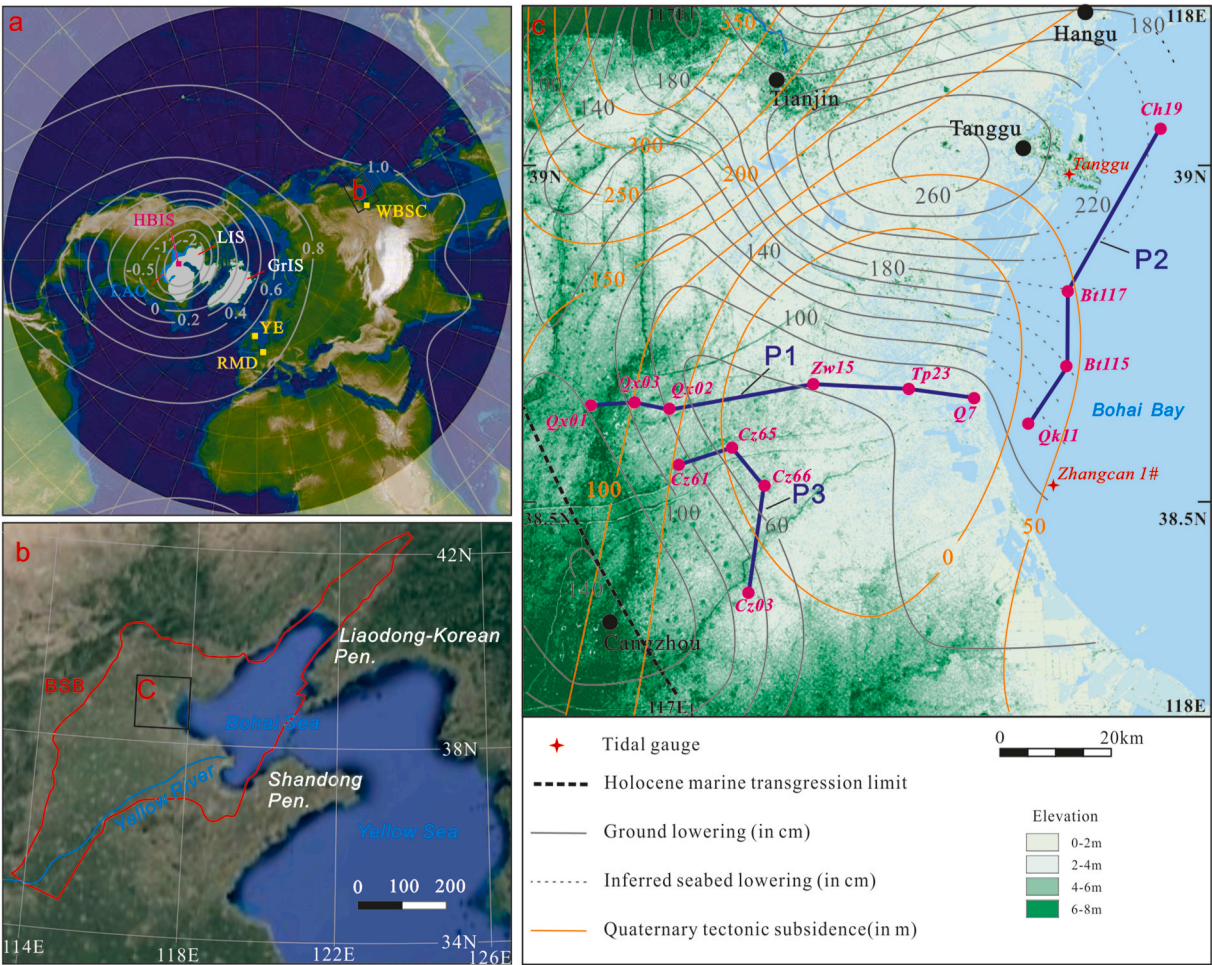 a
1.0
b
WBSC
HBIS
-2
-1
LIS
0.8
-0.5
GrIS
LAO
0.6
0.4
0
0.2
YE
RMD
b
42N
Liaodong-Korean
Pen.
BSB
C
Bohai Sea
38N
Shandong
Pen.
Yellow River
Yellow Sea
0 100 200
34N
114E
118E
122E
126E
c
117E
350
118E
180
Hangu
180
140
Tianjin
Ch19
300
Tanggu
Tanggu
39N
39N
250
200
260
220
140
P2
150
180
Bt117
100
P1
Zw15
Bt115
Qx03
Qx02
Tp23
Qx01
Q7
Bohai Bay
Qk11
Cz65
Cz61
Cz66
Zhangcan 1#
100
P3
38.5N
100
60
50
38.5N
0
140
Cz03
Cangzhou
117E
118E
Tidal gauge
0 20km
Holocene marine transgression limit
Ground lowering (in cm)
Inferred seabed lowering (in cm)
Quaternary tectonic subsidence(in m)
Elevation
0-2m
2-4m
4-6m
6-8m